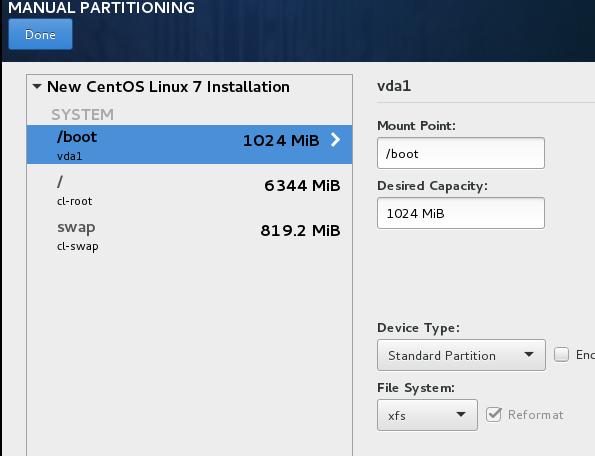 MANUAL PARTITIONING
Done
New CentOS Linux 7 Installation
SYSTEM
/boot 1024 MiB
vda1
/ 6344 MiB
cl-root
swap 819.2 MiB
cl-swap
vda1
Mount Point:
/boot
Desired Capacity:
1024 MiB
Device Type:
Standard Partition Enc
File System:
xfs Reformat